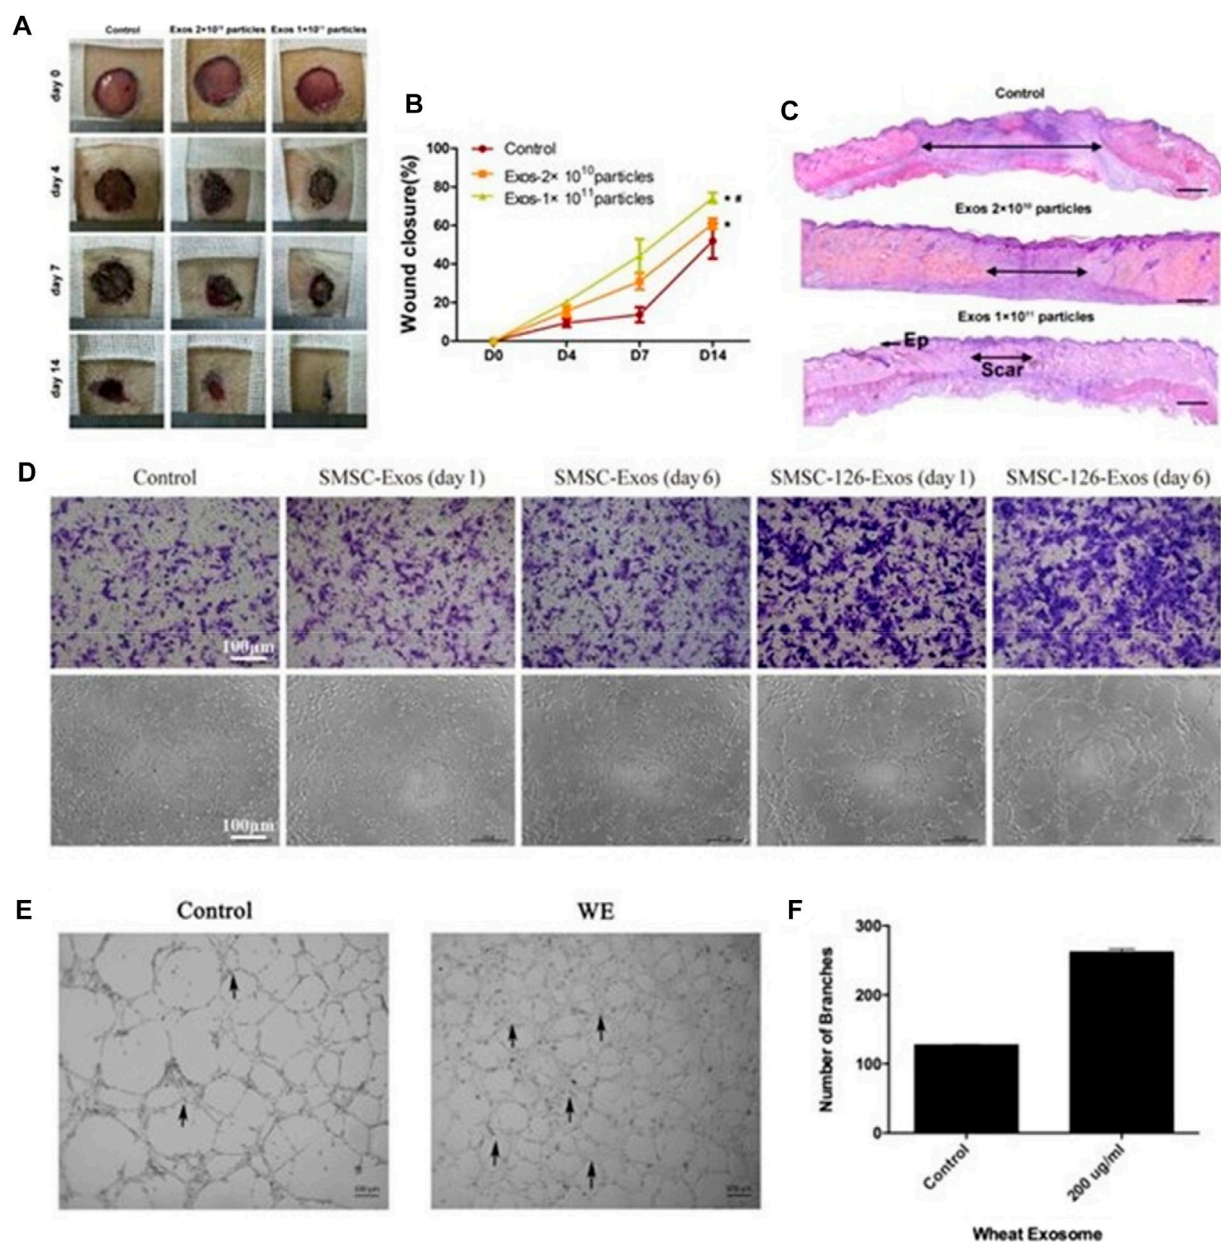 A
Control
Exos 2×10¹⁰ particles
Exos 1×10¹¹ particles
day 0
day 4
day 7
day 14
B
Wound closure(%)
100
80
60
40
20
0
D0
D4
D7
D14
Control
Exos-2× 10¹⁰particles
Exos-1× 10¹¹particles
* #
*
C
Control
Exos 2×10¹⁰ particles
Exos 1×10¹¹ particles
Ep
Scar
D
Control
SMSC-Exos (day 1)
SMSC-Exos (day 6)
SMSC-126-Exos (day 1)
SMSC-126-Exos (day 6)
100μm
100μm
E
Control
WE
100 μm
F
Number of Branches
300
200
100
0
Control
200 ug/ml
Wheat Exosome